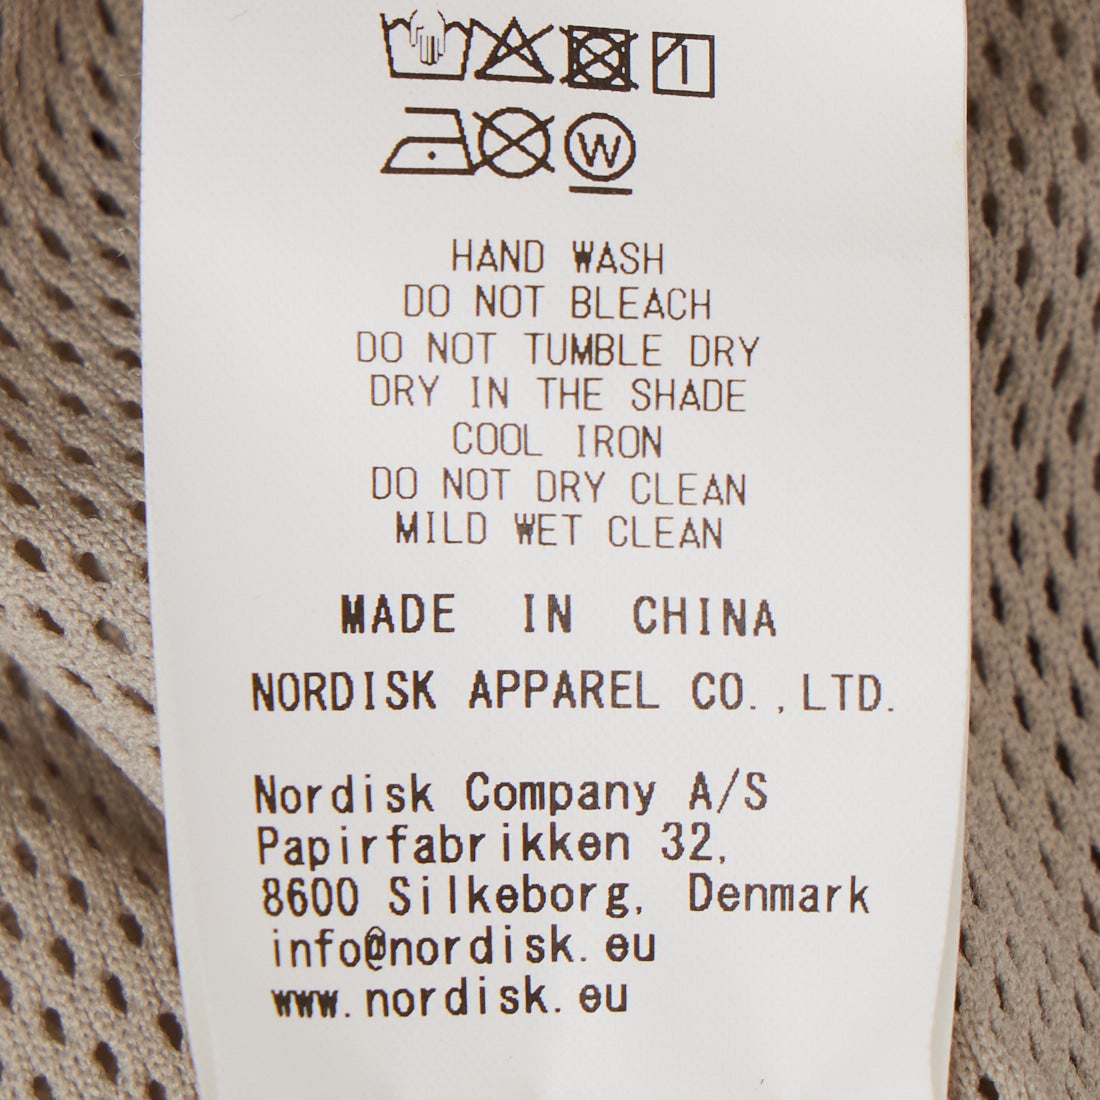 W
HAND WASH
DO NOT BLEACH
DO NOT TUMBLE DRY
DRY IN THE SHADE
COOL IRON
DO NOT DRY CLEAN
MILD WET CLEAN
MADE IN CHINA
NORDISK APPAREL CO.,LTD.
Nordisk Company A/S
Papirfabrikken 32,
8600 Silkeborg, Denmark
info@nordisk.eu
www.nordisk.eu